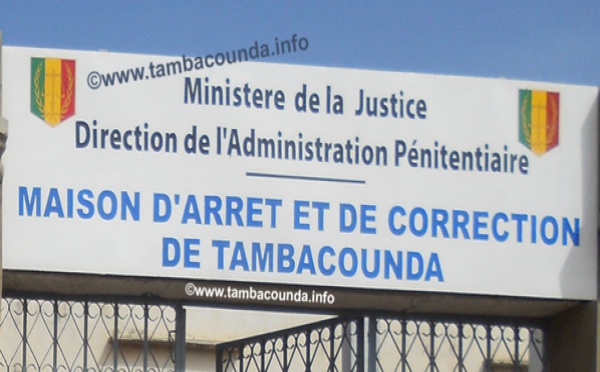 ©www.tambacounda.info
Ministere de la Justice
Direction de l'Administration Pénitentiaire
MAISON D'ARRET ET DE CORRECTION
DE TAMBACOUNDA
©www.tambacounda.info